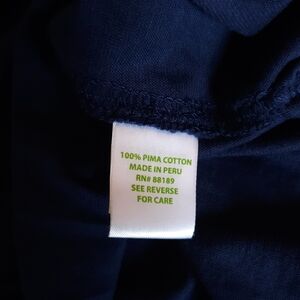 100% PIMA COTTON
MADE IN PERU
RN# 88189
SEE REVERSE
FOR CARE